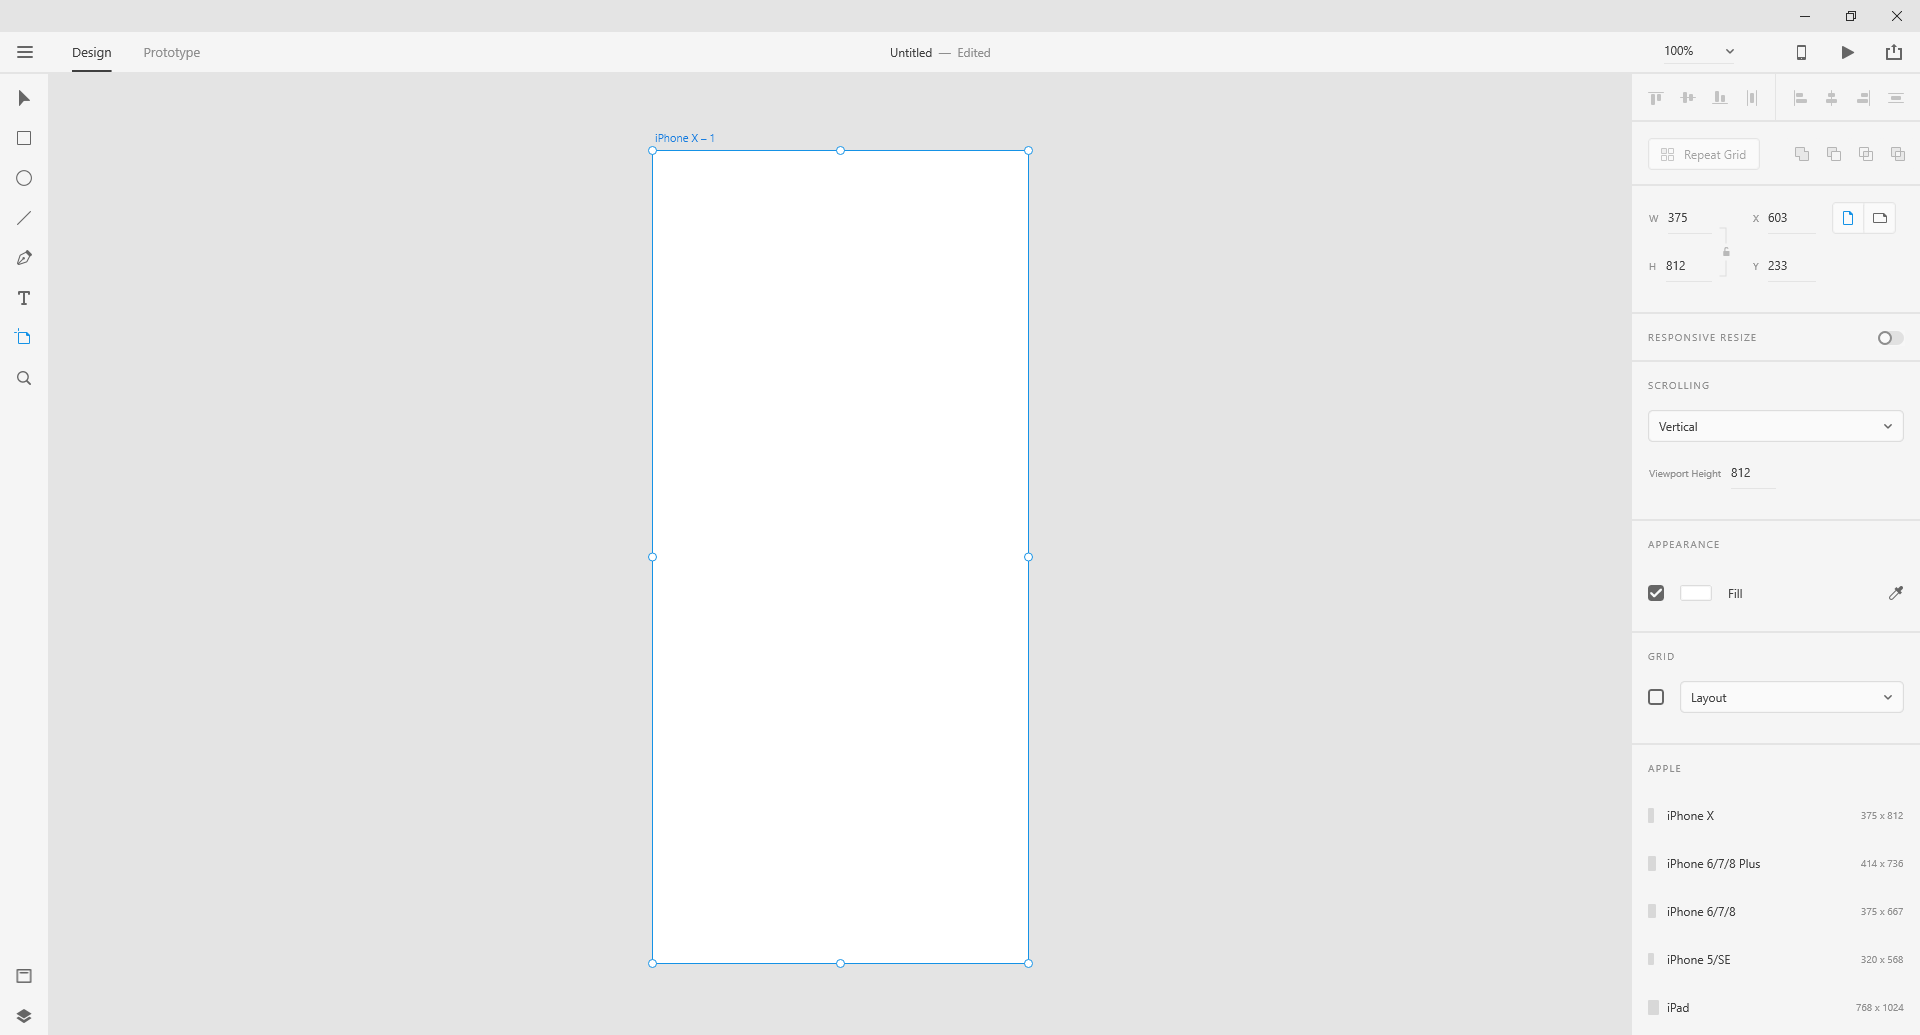 Design Prototype Untitled — Edited 100%
iPhone X – 1
Repeat Grid
W 375 X 603
H 812 Y 233
RESPONSIVE RESIZE
SCROLLING
Vertical
Viewport Height 812
APPEARANCE
Fill
GRID
Layout
APPLE
iPhone X 375 x 812
iPhone 6/7/8 Plus 414 x 736
iPhone 6/7/8 375 x 667
iPhone 5/SE 320 x 568
iPad 768 x 1024